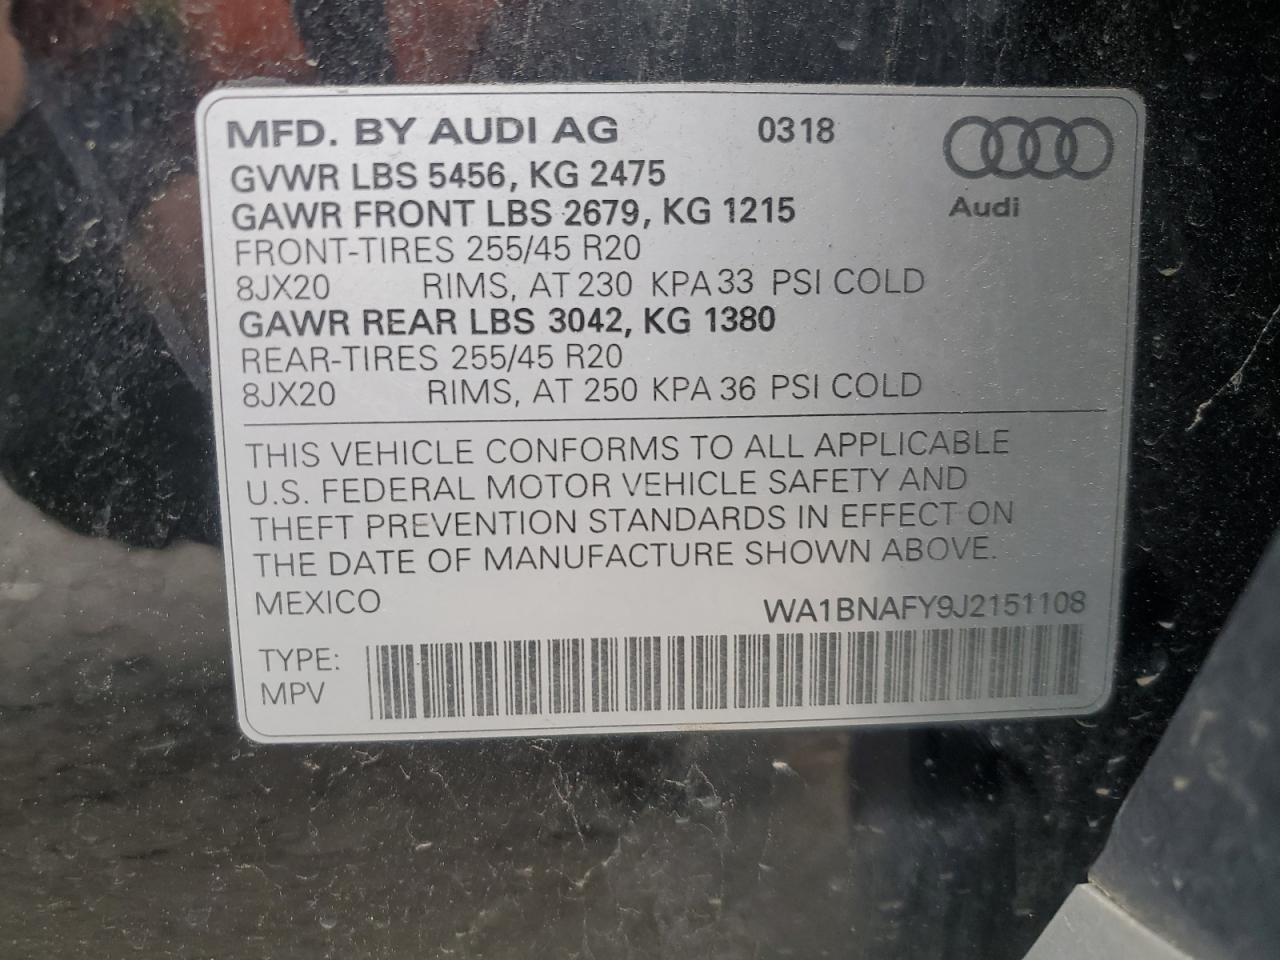 MFD. BY AUDI AG 0318
Audi
GVWR LBS 5456, KG 2475
GAWR FRONT LBS 2679, KG 1215
FRONT-TIRES 255/45 R20
8JX20 RIMS, AT 230 KPA 33 PSI COLD
GAWR REAR LBS 3042, KG 1380
REAR-TIRES 255/45 R20
8JX20 RIMS, AT 250 KPA 36 PSI COLD
THIS VEHICLE CONFORMS TO ALL APPLICABLE
U.S. FEDERAL MOTOR VEHICLE SAFETY AND
THEFT PREVENTION STANDARDS IN EFFECT ON
THE DATE OF MANUFACTURE SHOWN ABOVE.
MEXICO WA1BNAFY9J2151108
TYPE:
MPV